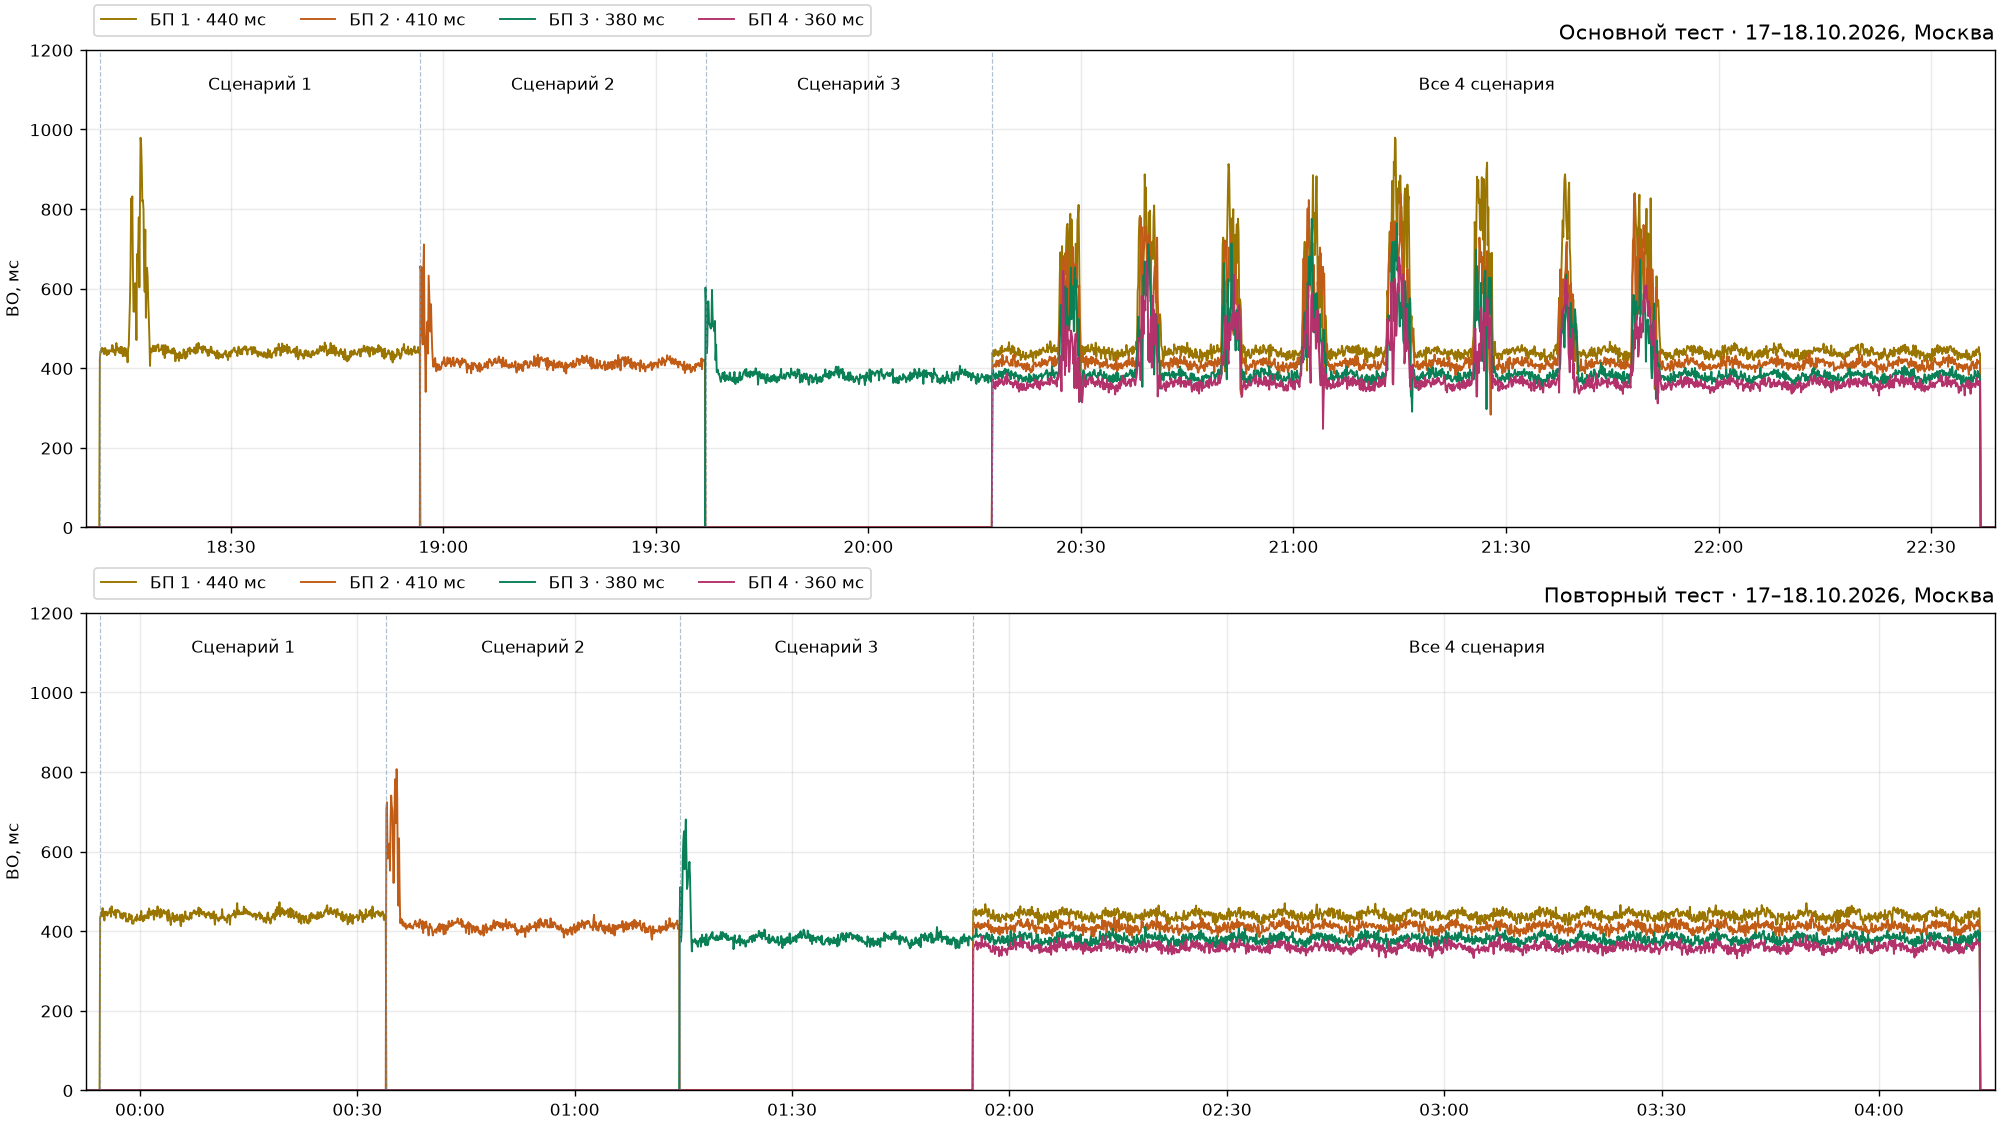 БП 1 · 440 мс БП 2 · 410 мс БП 3 · 380 мс БП 4 · 360 мс
Основной тест · 17–18.10.2026, Москва
1200
Сценарий 1 Сценарий 2 Сценарий 3 Все 4 сценария
1000
800
600
ВО, мс
400
200
0
18:30 19:00 19:30 20:00 20:30 21:00 21:30 22:00 22:30
БП 1 · 440 мс БП 2 · 410 мс БП 3 · 380 мс БП 4 · 360 мс
Повторный тест · 17–18.10.2026, Москва
1200
Сценарий 1 Сценарий 2 Сценарий 3 Все 4 сценария
1000
800
600
ВО, мс
400
200
0
00:00 00:30 01:00 01:30 02:00 02:30 03:00 03:30 04:00